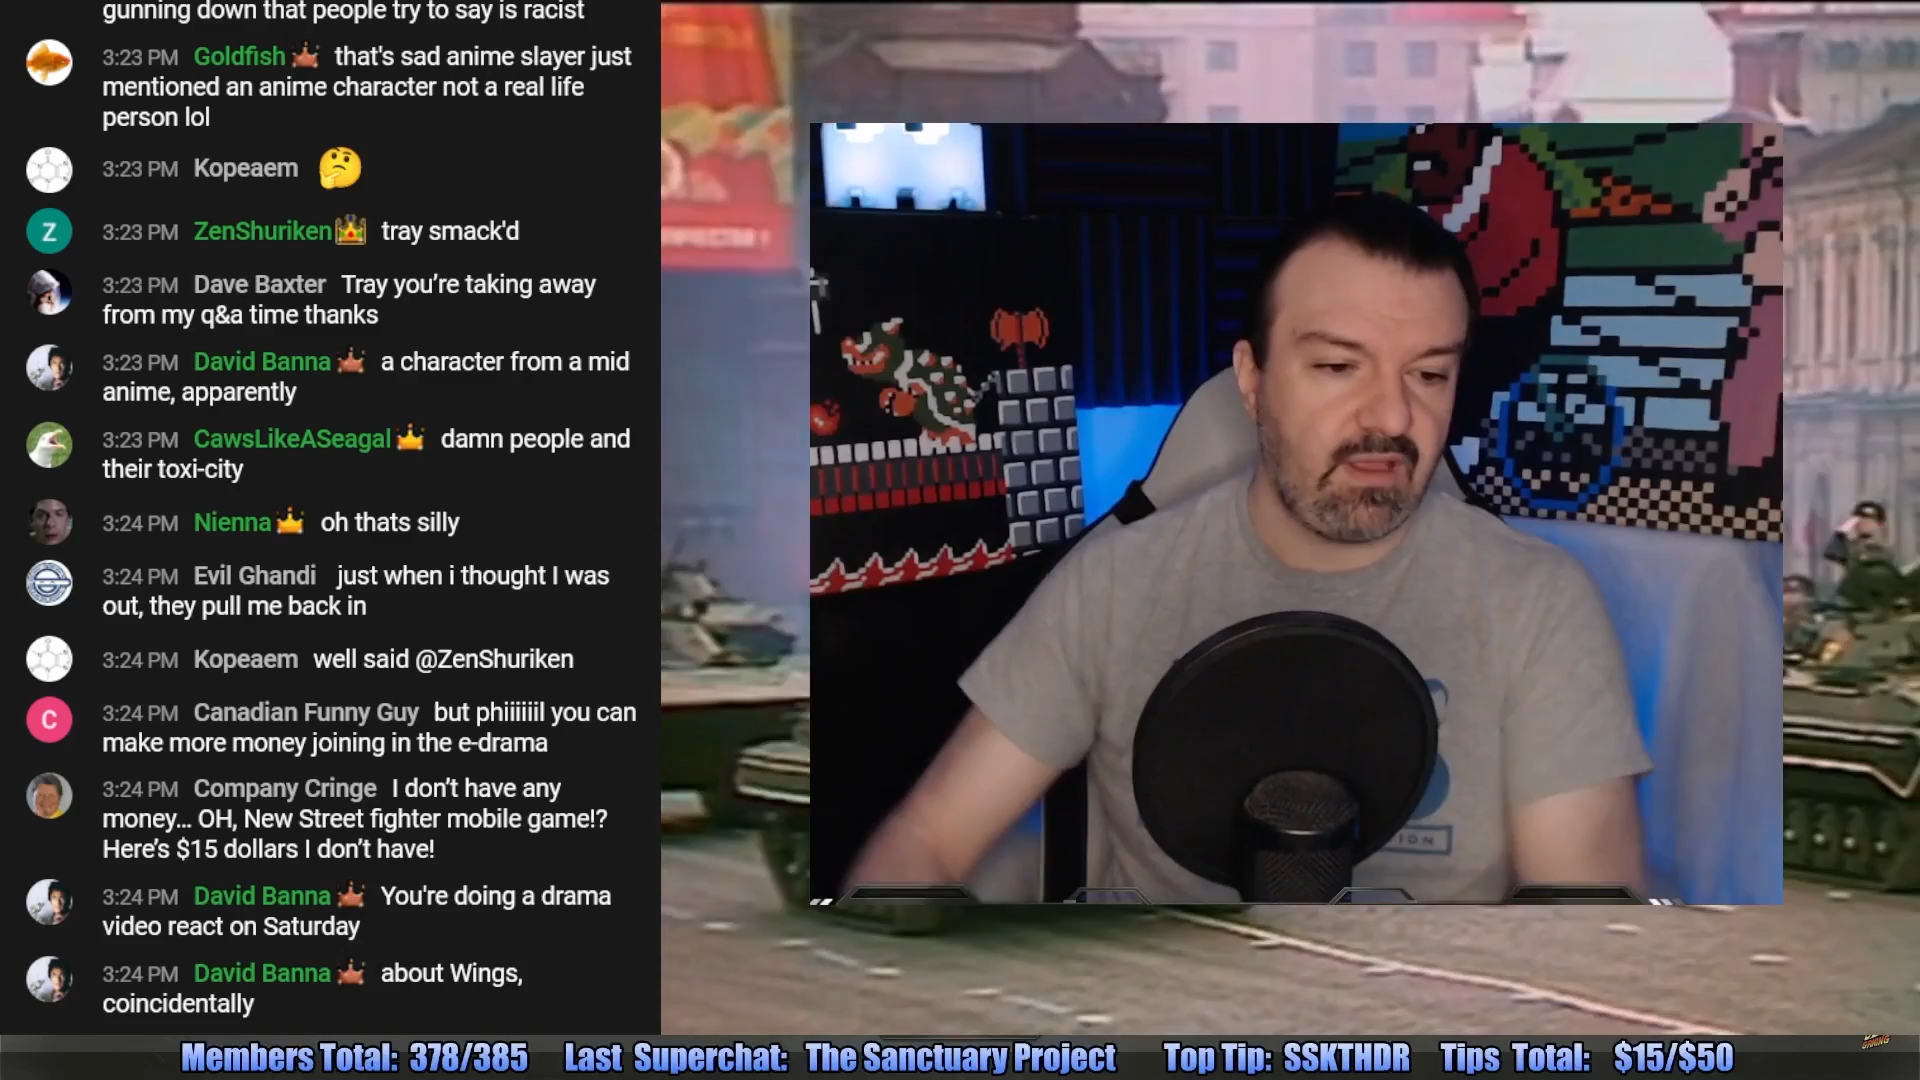 gunning down that people try to say is racist
3:23 PM Goldfish that's sad anime slayer just
mentioned an anime character not a real life
person lol
3:23 PM Kopeaem
Z
3:23 PM ZenShuriken tray smack'd
3:23 PM Dave Baxter Tray you’re taking away
from my q&a time thanks
3:23 PM David Banna a character from a mid
anime, apparently
3:23 PM CawsLikeASeagal damn people and
their toxi-city
3:24 PM Nienna oh thats silly
3:24 PM Evil Ghandi just when i thought I was
out, they pull me back in
3:24 PM Kopeaem well said @ZenShuriken
C
3:24 PM Canadian Funny Guy but phiiiiiil you can
make more money joining in the e-drama
3:24 PM Company Cringe I don’t have any
money... OH, New Street fighter mobile game!?
Here’s $15 dollars I don’t have!
3:24 PM David Banna You're doing a drama
video react on Saturday
3:24 PM David Banna about Wings,
coincidentally
Members Total: 378/385 Last Superchat: The Sanctuary Project Top Tip: SSKTHDR Tips Total: $15/$50